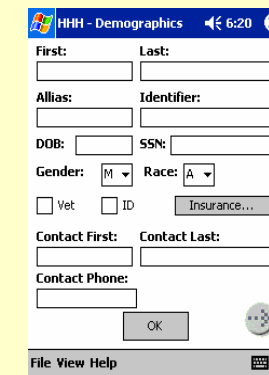 HHH - Demographics 6:20
First: Last:
Allias: Identifier:
DOB: SSN:
Gender: M Race: A
Vet ID Insurance...
Contact First: Contact Last:
Contact Phone:
OK
File View Help